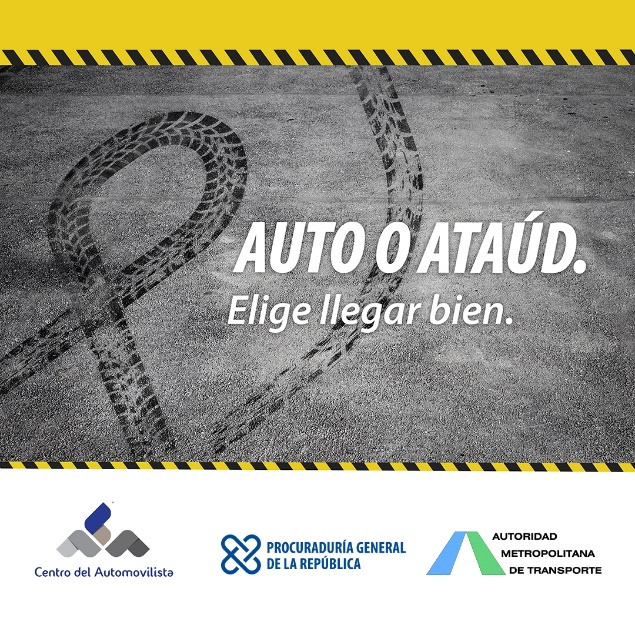 AUTO O ATAÚD.
Elige llegar bien.
Centro del Automovilista
PROCURADURÍA GENERAL
DE LA REPÚBLICA
AUTORIDAD
METROPOLITANA
DE TRANSPORTE